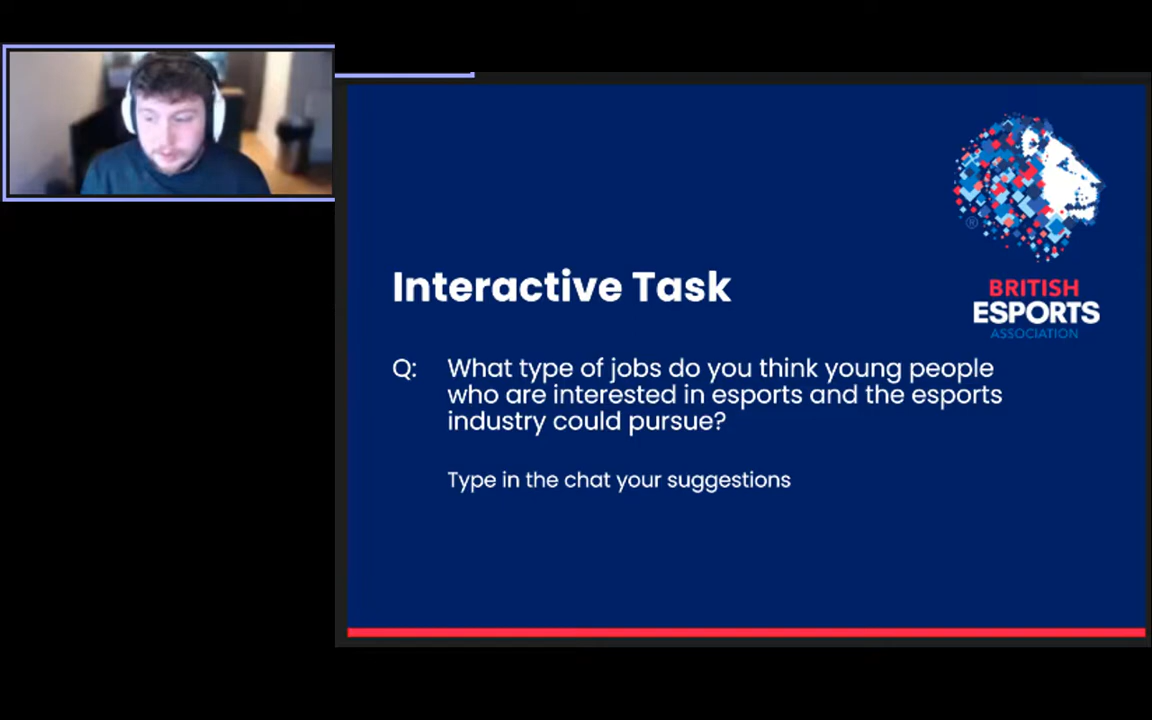 Interactive Task
Q: What type of jobs do you think young people
who are interested in esports and the esports
industry could pursue?
Type in the chat your suggestions
®
BRITISH
ESPORTS
ASSOCIATION